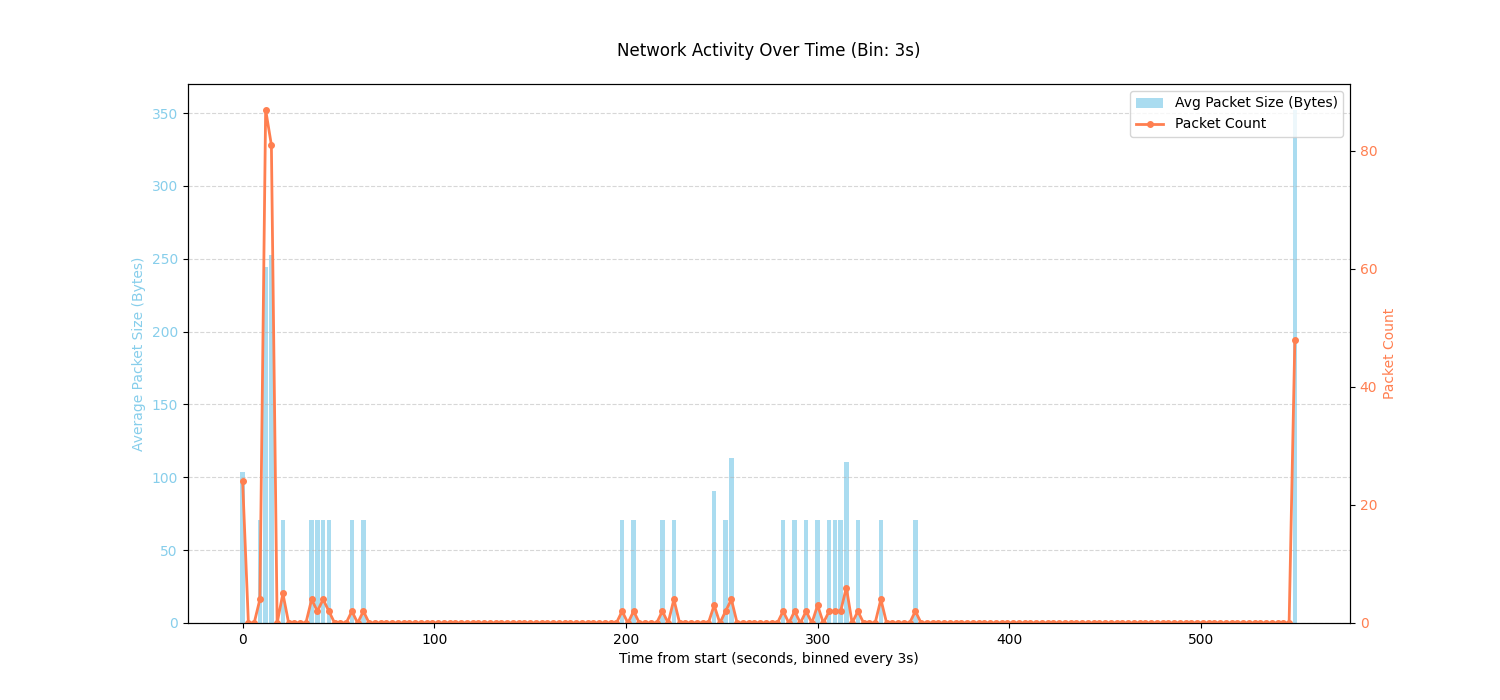 Network Activity Over Time (Bin: 3s)
Avg Packet Size (Bytes)
Packet Count
Average Packet Size (Bytes)
350
300
250
200
150
100
50
0
80
60
40
20
0
Packet Count
0 100 200 300 400 500
Time from start (seconds, binned every 3s)